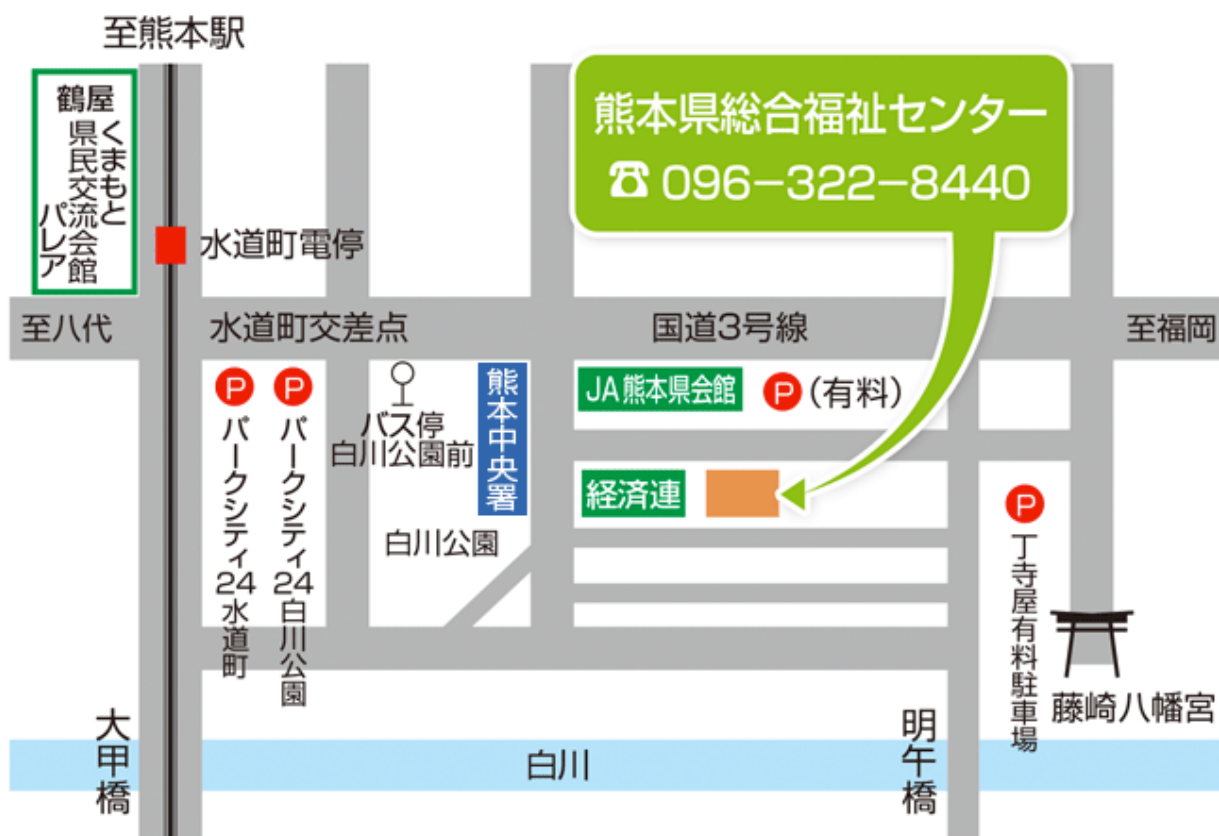 至熊本駅
鶴屋
くまもと
県民交流会館
パレア
熊本県総合福祉センター
☎ 096-322-8440
水道町電停
至八代
水道町交差点
国道3号線
至福岡
P
パークシティ24水道町
P
パークシティ24白川公園
バス停
白川公園前
熊本中央署
JA熊本県会館
P (有料)
経済連
白川公園
P
丁寺屋有料駐車場
藤崎八幡宮
大甲橋
白川
明午橋